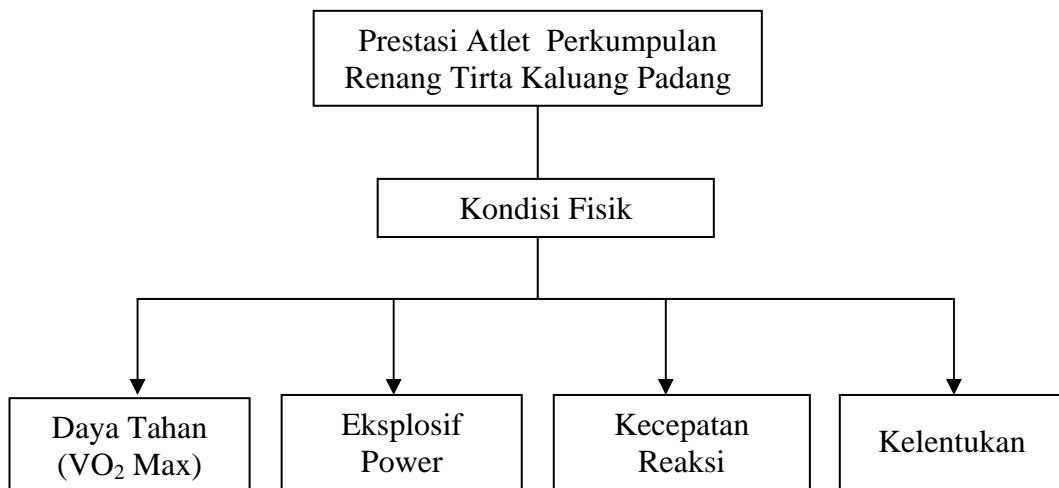 Prestasi Atlet Perkumpulan
Renang Tirta Kaluang Padang
Kondisi Fisik
Daya Tahan
(VO₂ Max)
Eksplosif
Power
Kecepatan
Reaksi
Kelentukan